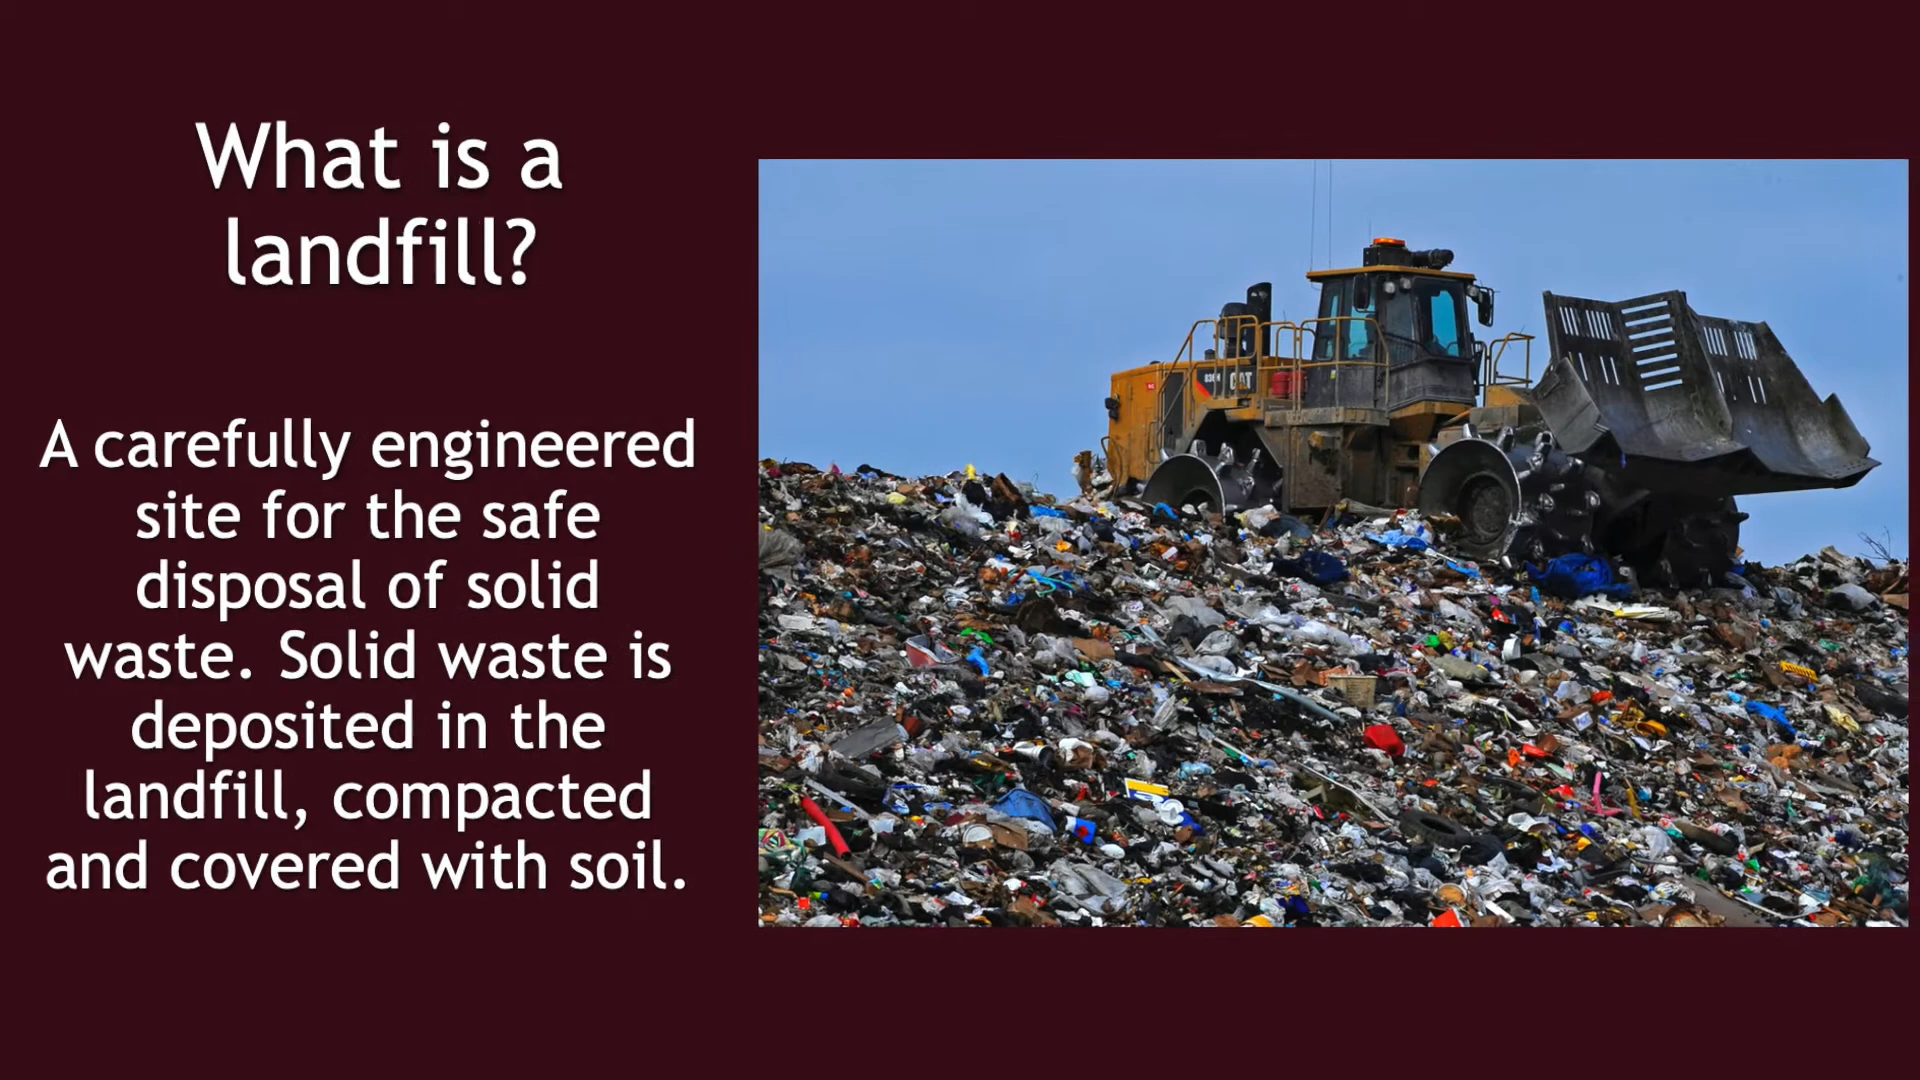 What is a
landfill?
A carefully engineered
site for the safe
disposal of solid
waste. Solid waste is
deposited in the
landfill, compacted
and covered with soil.
CAT